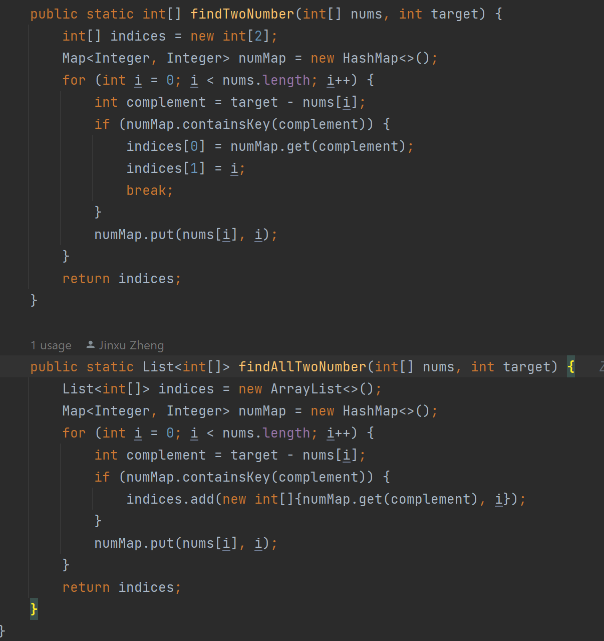 public static int[] findTwoNumber(int[] nums, int target) {
    int[] indices = new int[2];
    Map<Integer, Integer> numMap = new HashMap<>();
    for (int i = 0; i < nums.length; i++) {
        int complement = target - nums[i];
        if (numMap.containsKey(complement)) {
            indices[0] = numMap.get(complement);
            indices[1] = i;
            break;
        }
        numMap.put(nums[i], i);
    }
    return indices;
}
1 usage Jinxu Zheng
public static List<int[]> findAllTwoNumber(int[] nums, int target) {
    List<int[]> indices = new ArrayList<>();
    Map<Integer, Integer> numMap = new HashMap<>();
    for (int i = 0; i < nums.length; i++) {
        int complement = target - nums[i];
        if (numMap.containsKey(complement)) {
            indices.add(new int[]{numMap.get(complement), i});
        }
        numMap.put(nums[i], i);
    }
    return indices;
}
}